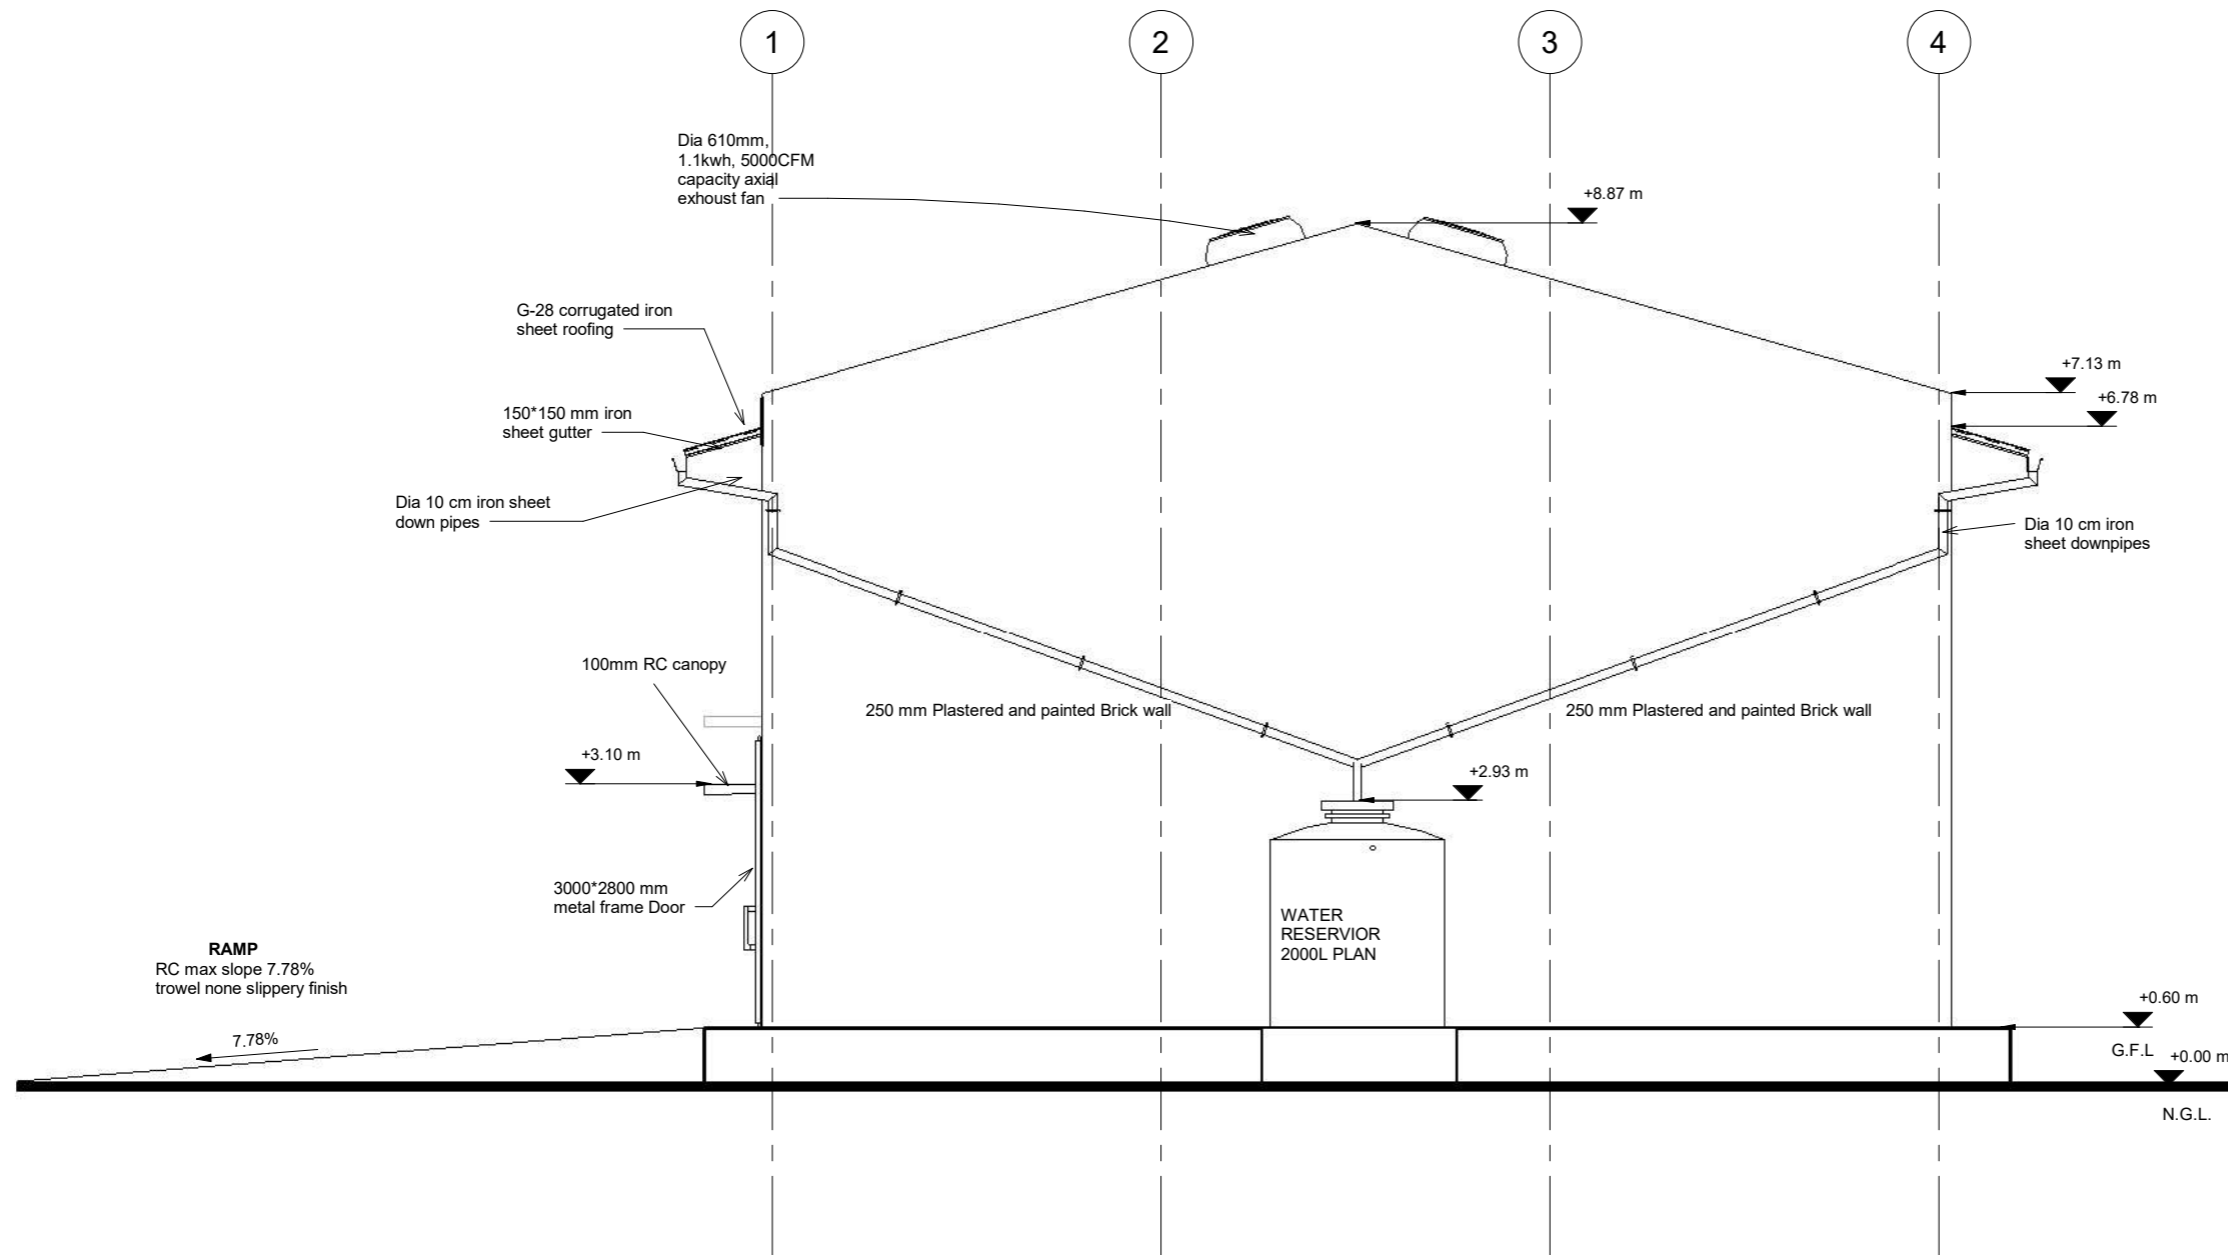 1
2
3
4
Dia 610mm,
1.1kwh, 5000CFM
capacity axial
exhoust fan
+8.87 m
G-28 corrugated iron
sheet roofing
+7.13 m
+6.78 m
150*150 mm iron
sheet gutter
Dia 10 cm iron sheet
down pipes
Dia 10 cm iron
sheet downpipes
100mm RC canopy
250 mm Plastered and painted Brick wall
250 mm Plastered and painted Brick wall
+3.10 m
+2.93 m
3000*2800 mm
metal frame Door
WATER
RESERVIOR
2000L PLAN
RAMP
RC max slope 7.78%
trowel none slippery finish
7.78%
+0.60 m
G.F.L
+0.00 m
N.G.L.